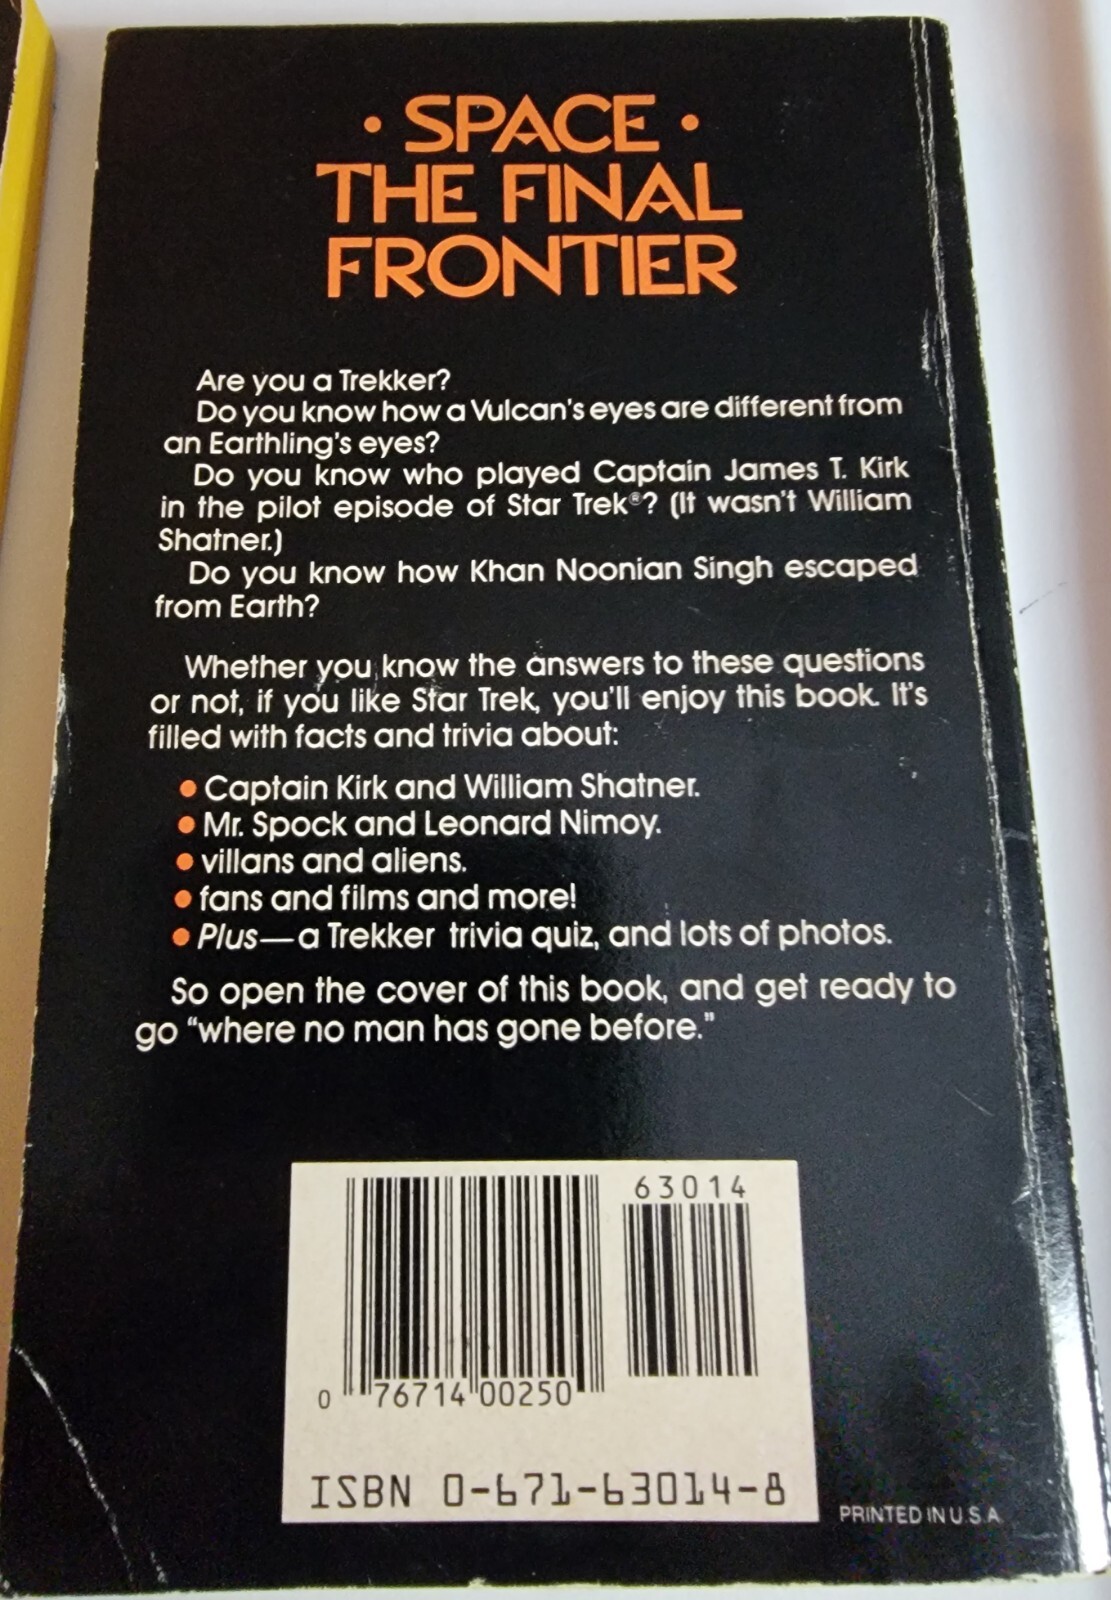 • SPACE •
THE FINAL
FRONTIER
Are you a Trekker?
Do you know how a Vulcan's eyes are different from
an Earthling's eyes?
Do you know who played Captain James T. Kirk
in the pilot episode of Star Trek®? (It wasn't William
Shatner.)
Do you know how Khan Noonian Singh escaped
from Earth?
Whether you know the answers to these questions
or not, if you like Star Trek, you'll enjoy this book. It's
filled with facts and trivia about:
• Captain Kirk and William Shatner.
• Mr. Spock and Leonard Nimoy.
• villans and aliens.
• fans and films and more!
• Plus—a Trekker trivia quiz, and lots of photos.
So open the cover of this book, and get ready to
go “where no man has gone before.”
63014
0 76714 00250
ISBN 0-671-63014-8
PRINTED IN U.S.A.